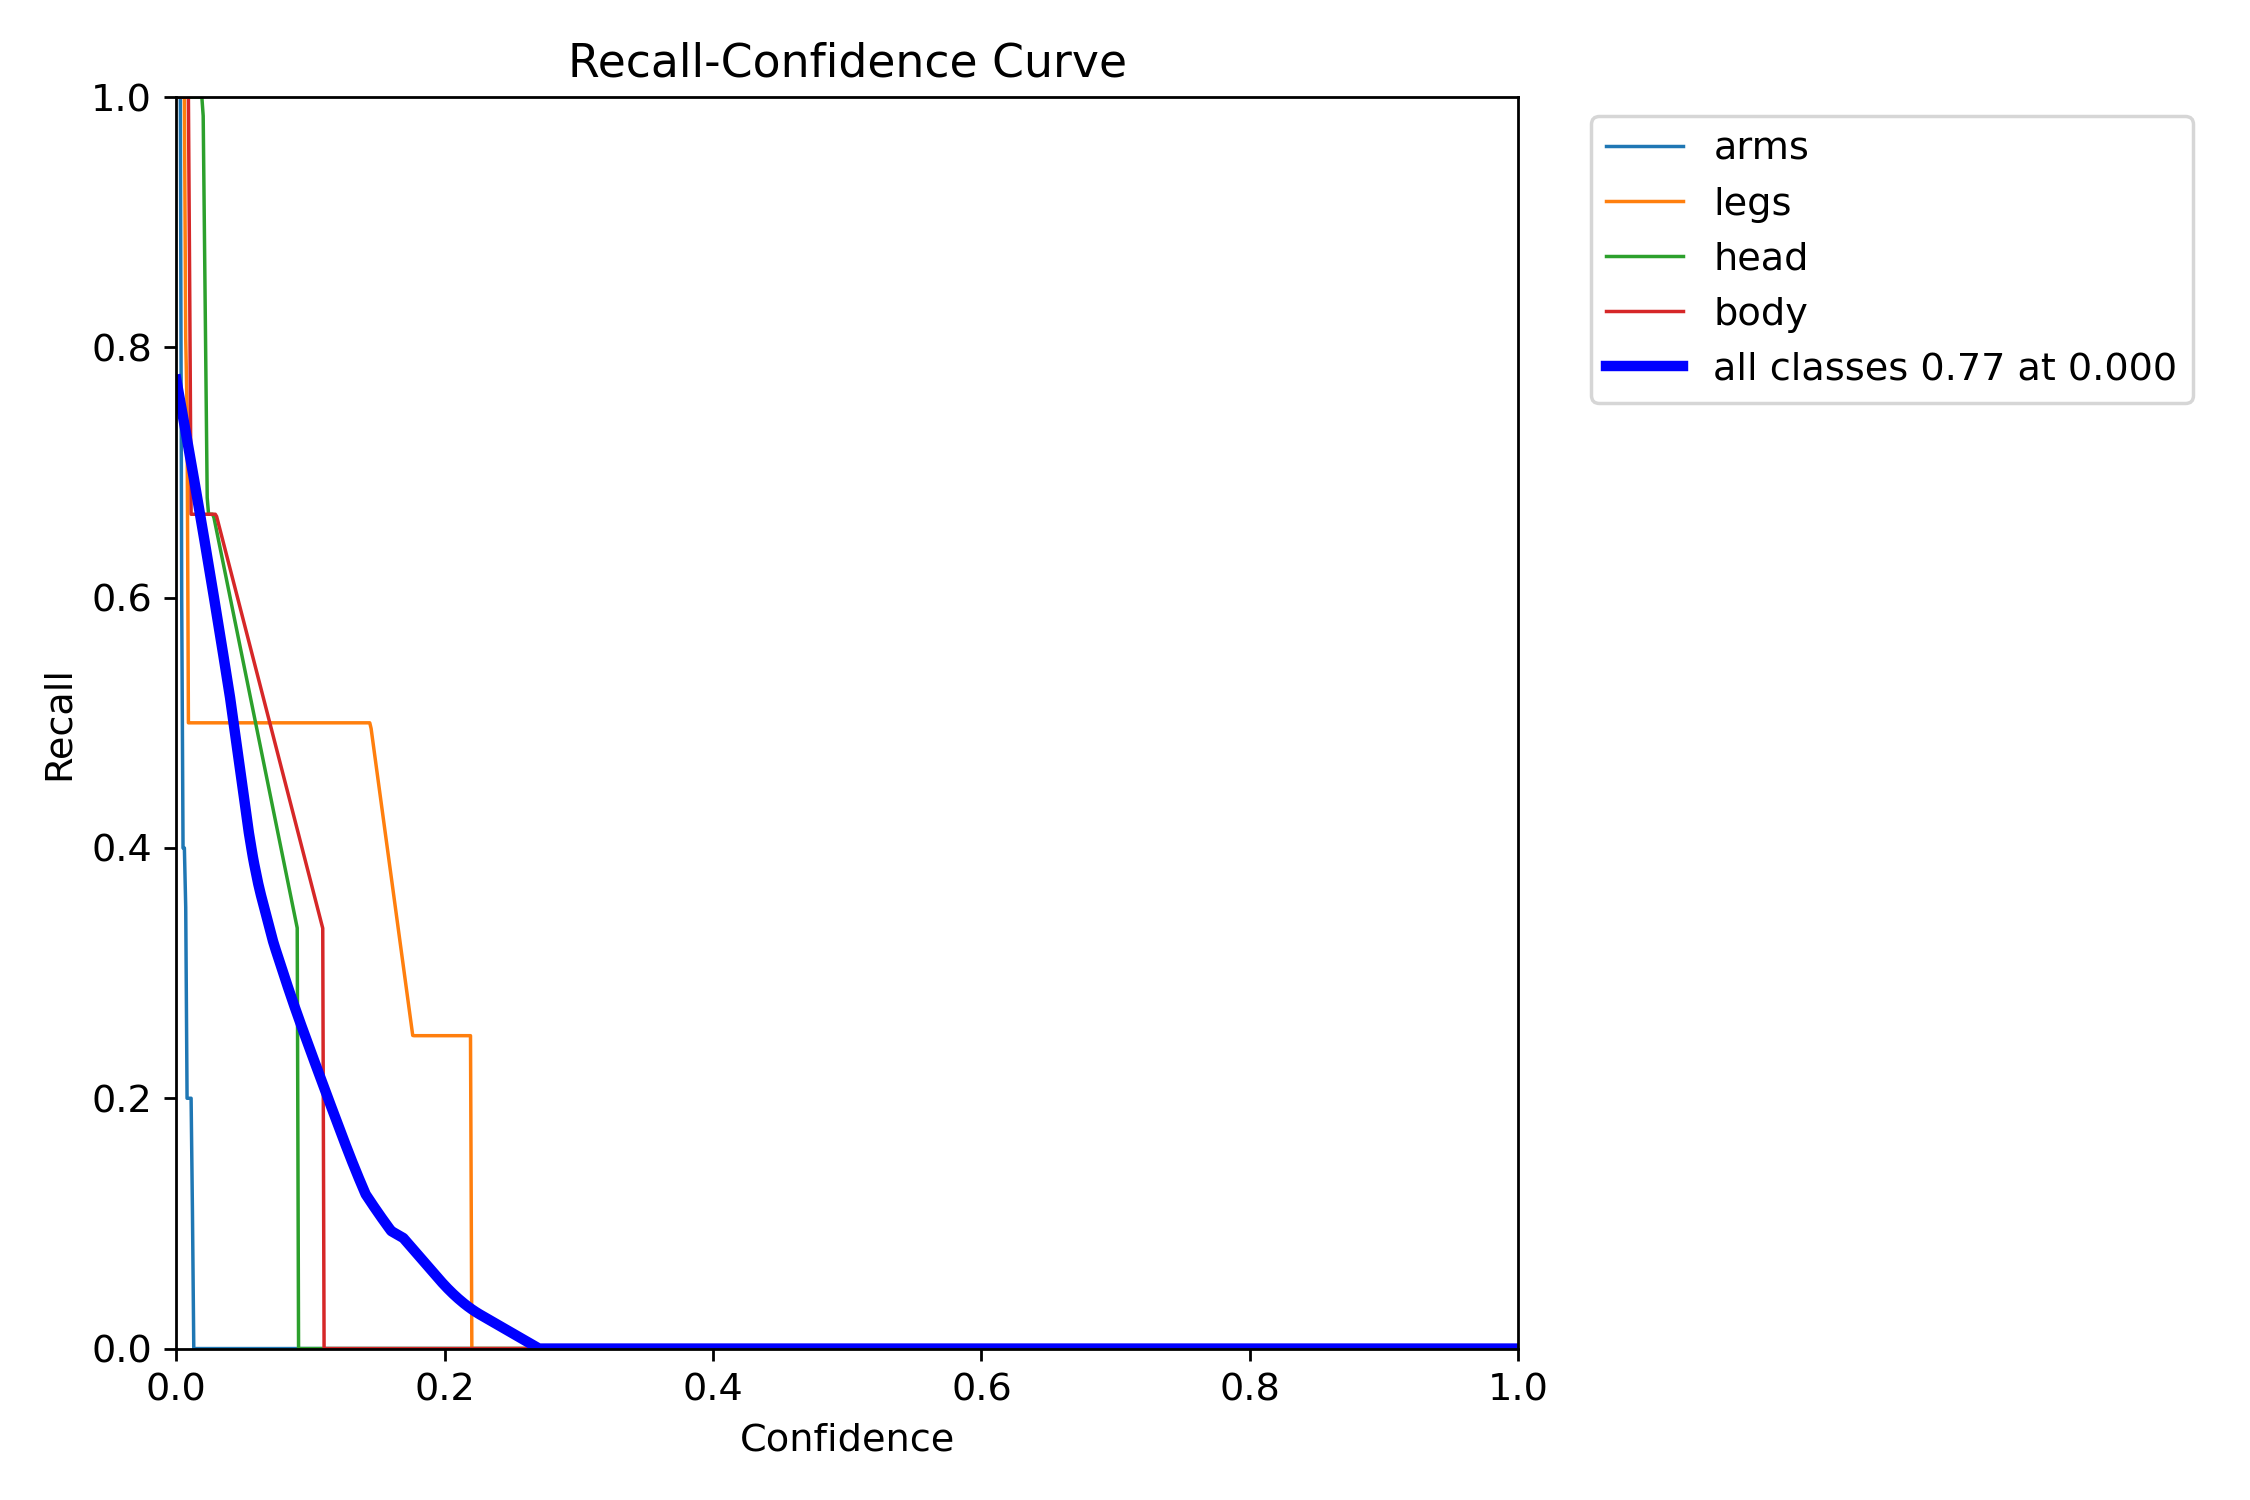 Recall-Confidence Curve
1.0
0.8
0.6
0.4
0.2
0.0
Recall
0.0 0.2 0.4 0.6 0.8 1.0
Confidence
arms
legs
head
body
all classes 0.77 at 0.000